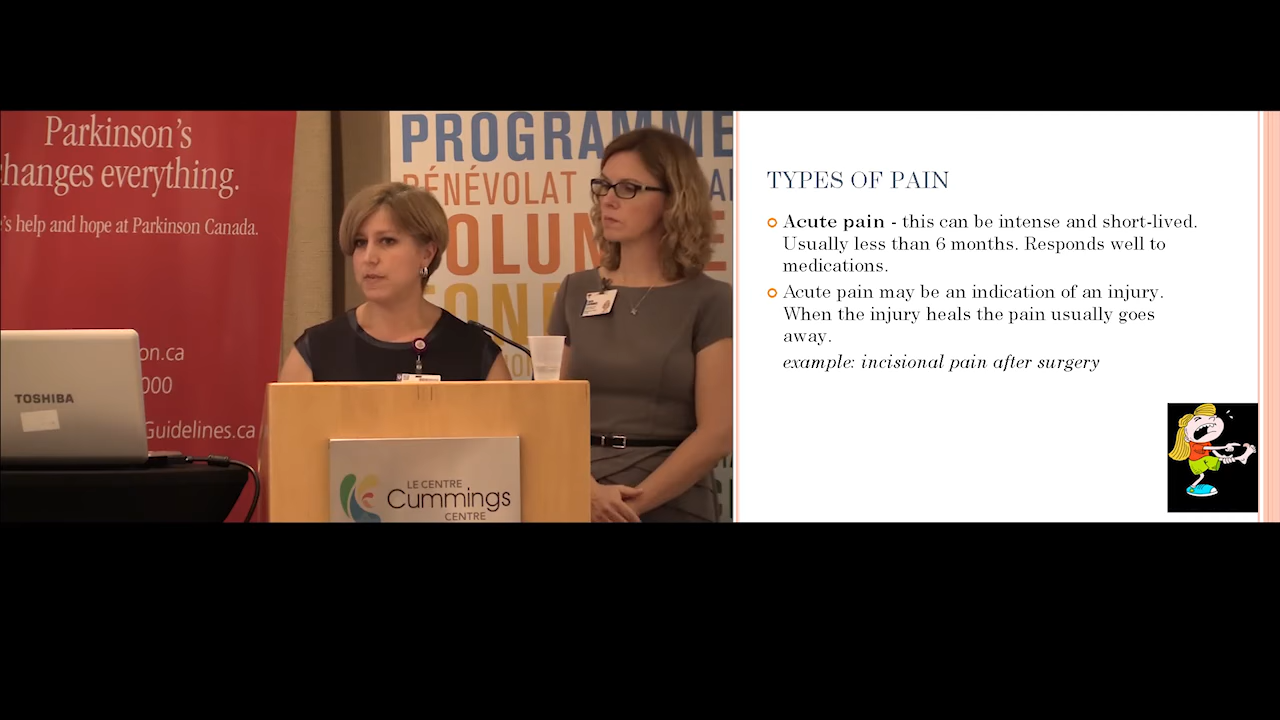 Parkinson's
changes everything.
's help and hope at Parkinson Canada.
on.ca
000
Guidelines.ca
TOSHIBA
PROGRAMME
BÉNÉVOLAT
LE CENTRE
Cummings
CENTRE
TYPES OF PAIN
Acute pain - this can be intense and short-lived.
Usually less than 6 months. Responds well to
medications.
Acute pain may be an indication of an injury.
When the injury heals the pain usually goes
away.
example: incisional pain after surgery